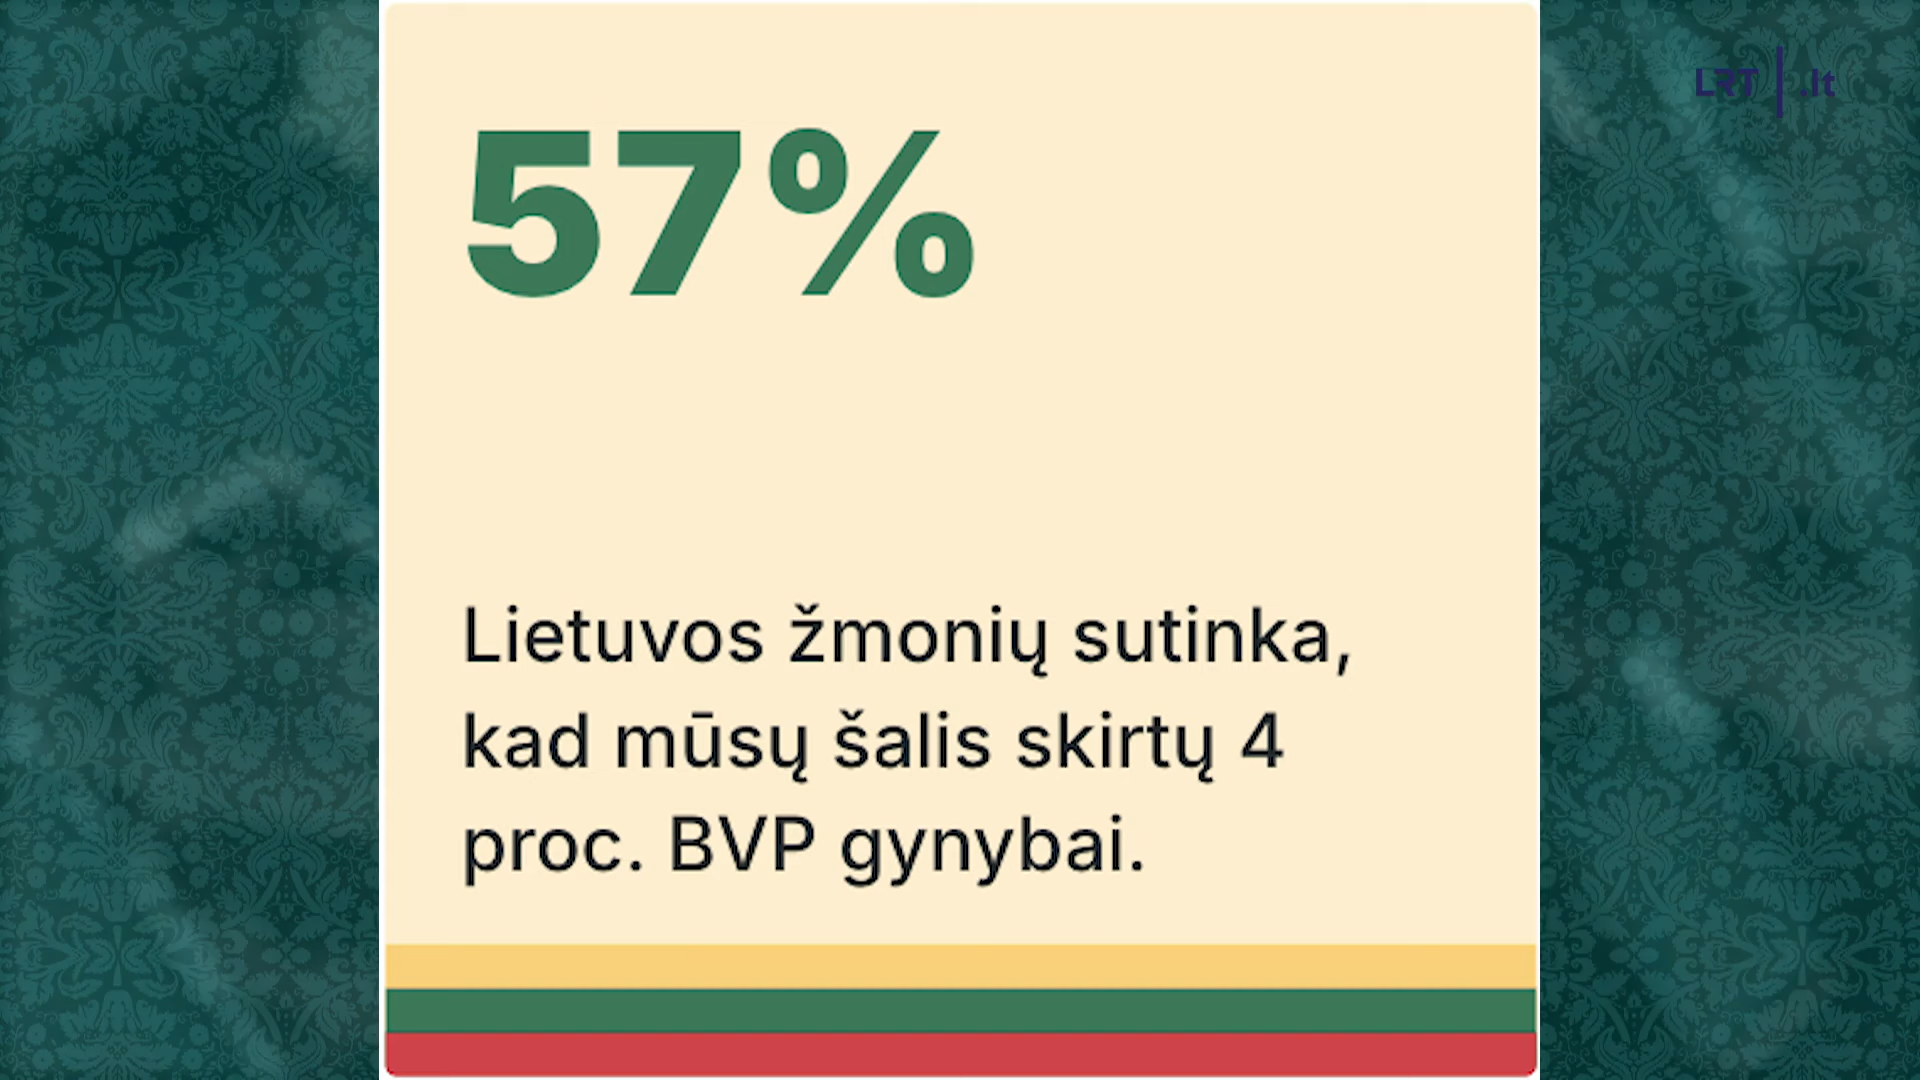 LRT | .lt
57%
Lietuvos žmonių sutinka,
kad mūsų šalis skirtų 4
proc. BVP gynybai.